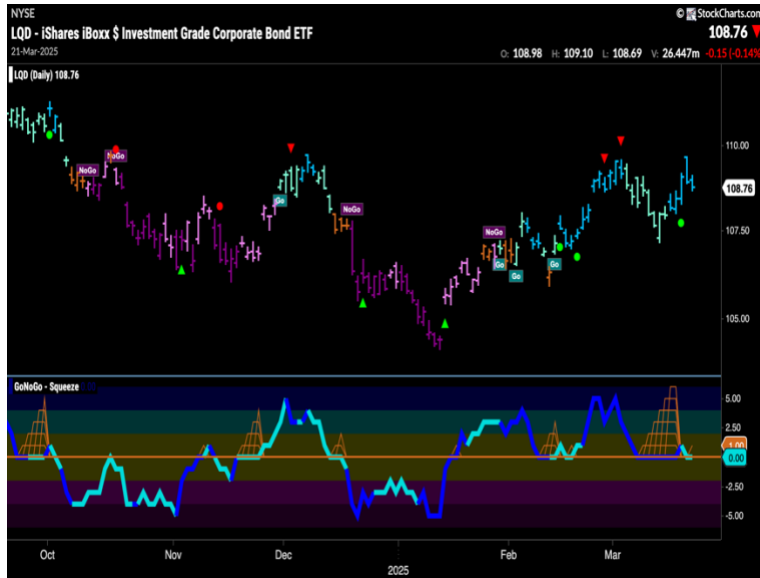 NYSE
© StockCharts.com
LQD - iShares iBoxx $ Investment Grade Corporate Bond ETF
108.76
21-Mar-2025
O: 108.98 H: 109.10 L: 108.69 V: 26.447m -0.15 (-0.14%
LQD (Daily) 108.76
NoGo
NoGo
Go
NoGo
NoGo
Go
Go
Go
110.00
108.76
107.50
105.00
GoNoGo - Squeeze
5.00
2.50
1.00
0.00
-2.50
-5.00
Oct
Nov
Dec
Feb
Mar
2025